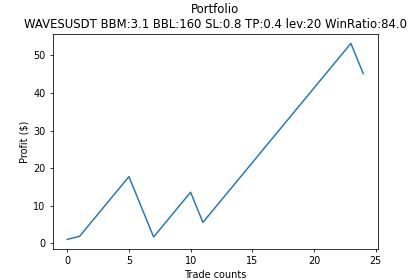 Portfolio
WAVESUSDT BBM:3.1 BBL:160 SL:0.8 TP:0.4 lev:20 WinRatio:84.0
Profit ($)
50
40
30
20
10
0
0 5 10 15 20 25
Trade counts